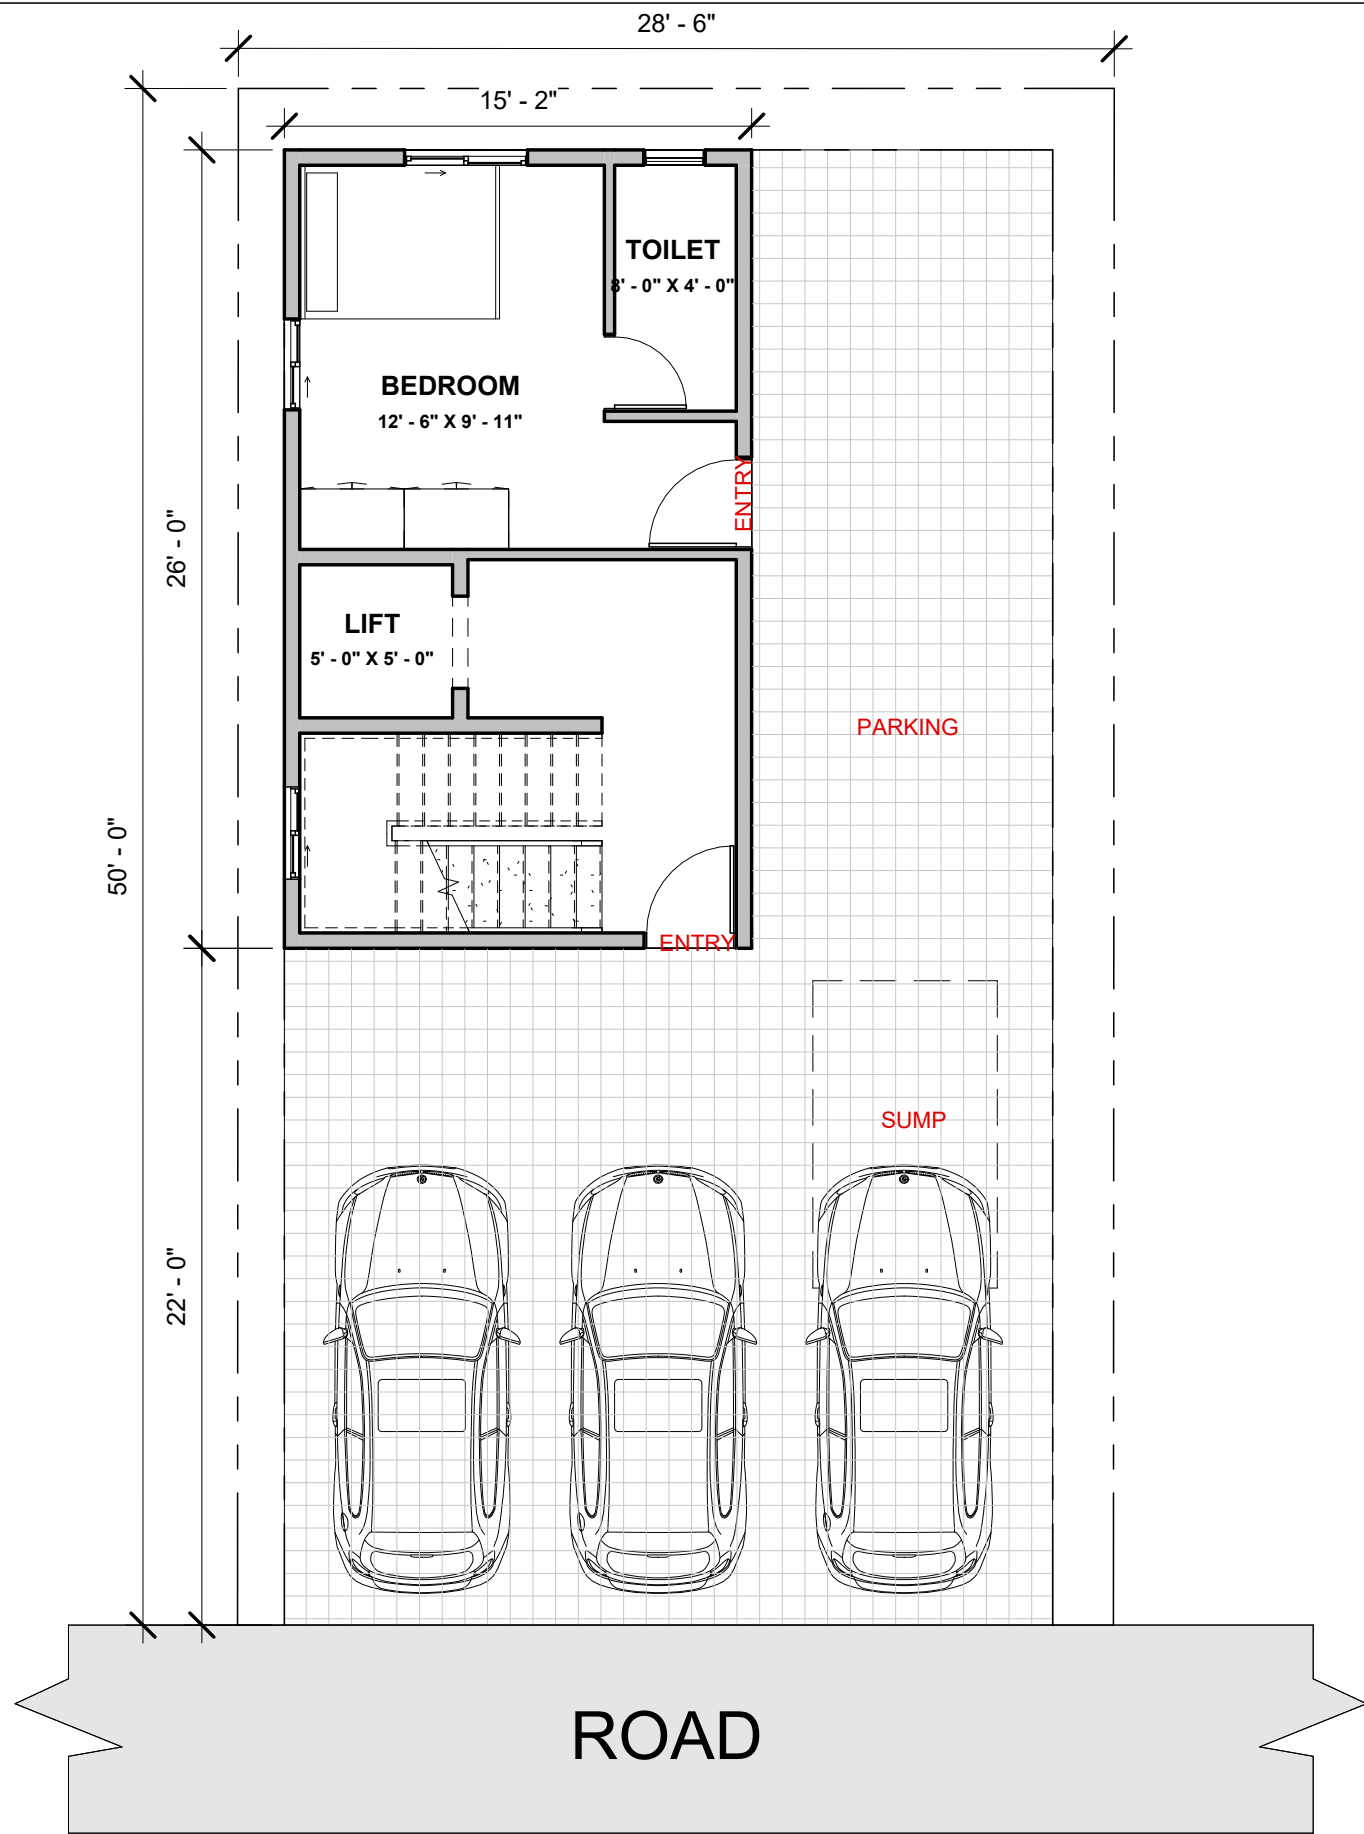 28' - 6"
15' - 2"
TOILET
8' - 0" X 4' - 0"
BEDROOM
12' - 6" X 9' - 11"
ENTRY
26' - 0"
LIFT
5' - 0" X 5' - 0"
PARKING
50' - 0"
ENTRY
SUMP
22' - 0"
ROAD